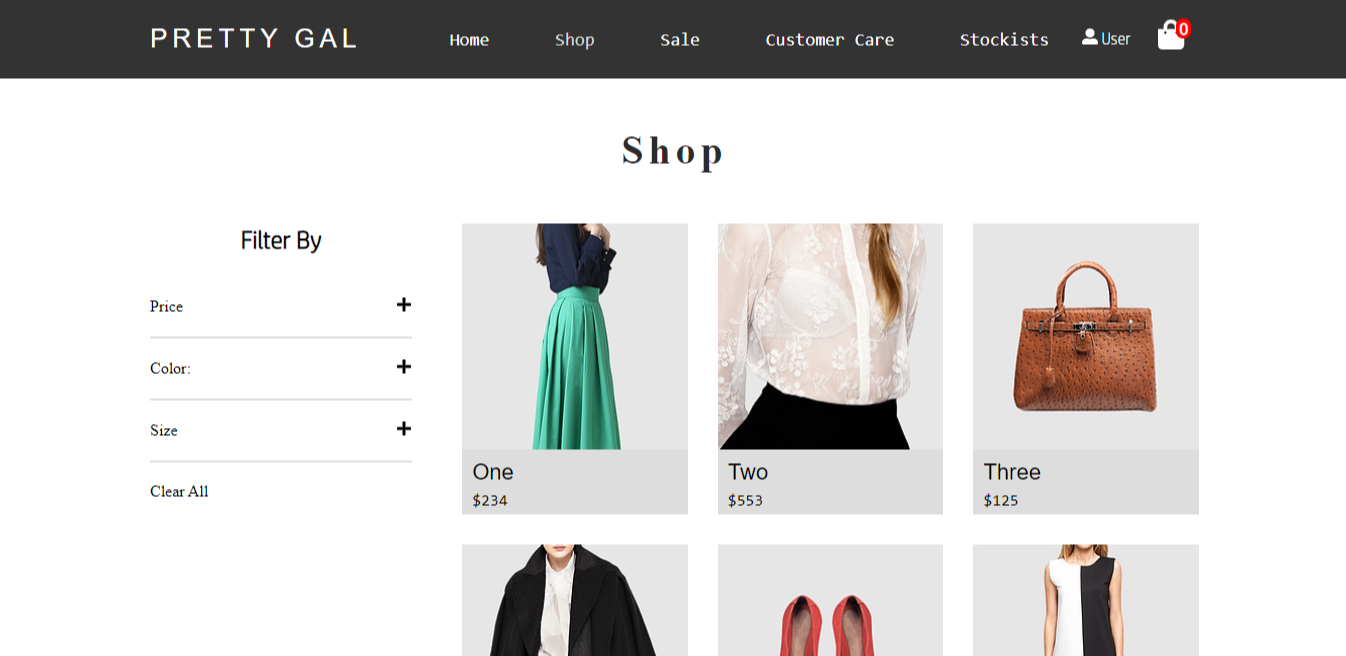 PRETTY GAL
Home
Shop
Sale
Customer Care
Stockists
User
0
Shop
Filter By
Price
Color:
Size
Clear All
One
$234
Two
$553
Three
$125